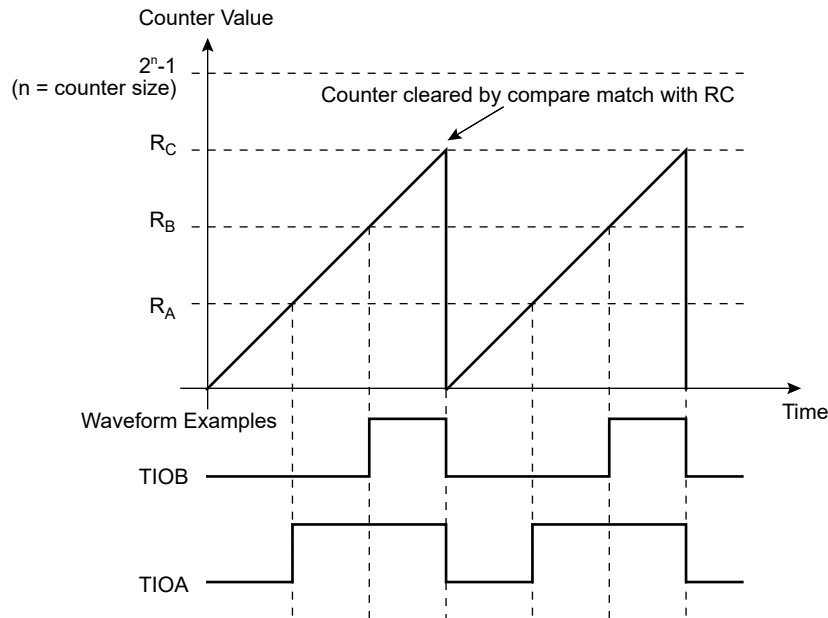 Counter Value
2ⁿ-1
(n = counter size)
Counter cleared by compare match with RC
R_C
R_B
R_A
Time
Waveform Examples
TIOB
TIOA